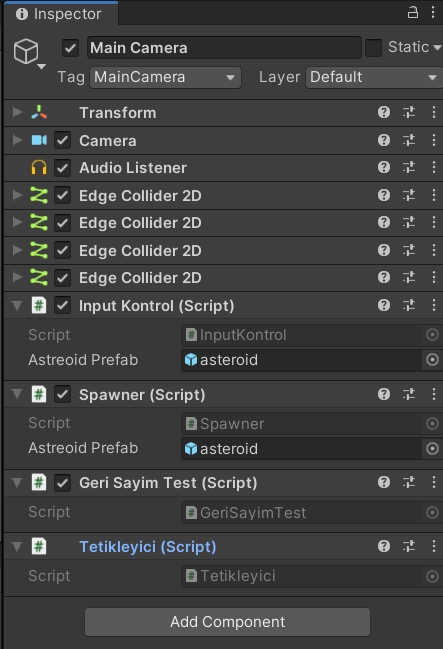 Inspector
Main Camera Static
Tag MainCamera Layer Default
Transform
Camera
Audio Listener
Edge Collider 2D
Edge Collider 2D
Edge Collider 2D
Edge Collider 2D
# Input Kontrol (Script)
Script # InputKontrol
Astreoid Prefab asteroid
# Spawner (Script)
Script # Spawner
Astreoid Prefab asteroid
# Geri Sayim Test (Script)
Script # GeriSayimTest
# Tetikleyici (Script)
Script # Tetikleyici
Add Component